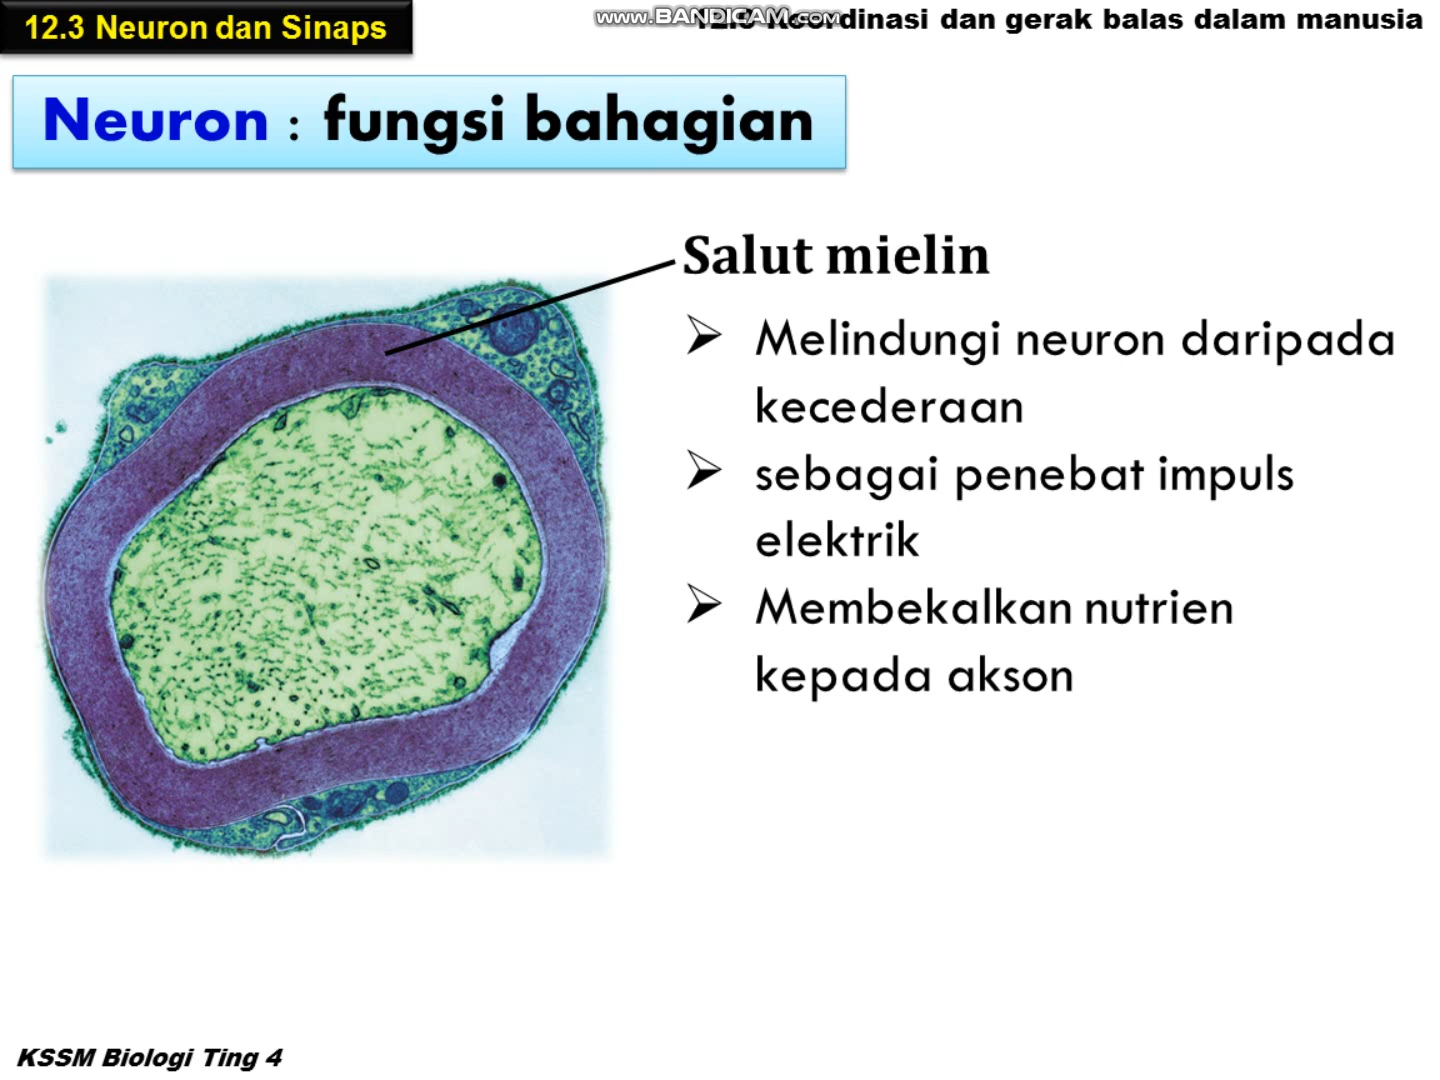 12.3 Neuron dan Sinaps
www.BANDICAM.com
Koordinasi dan gerak balas dalam manusia
Neuron : fungsi bahagian
Salut mielin
➢ Melindungi neuron daripada
kecederaan
➢ sebagai penebat impuls
elektrik
➢ Membekalkan nutrien
kepada akson
KSSM Biologi Ting 4